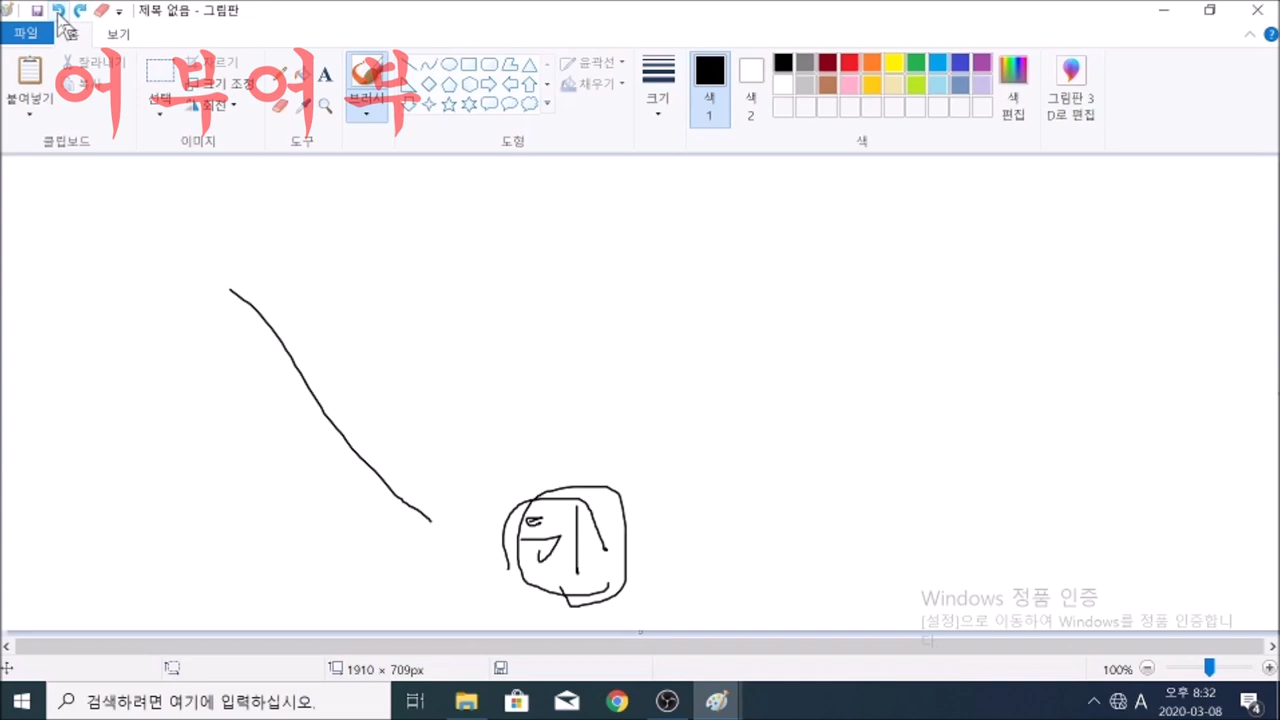 제목 없음 - 그림판
파일 홈 보기
어부여부
붙여넣기
잘라내기
선택
자르기
크기 조정
회전
A
브러시
윤곽선
채우기
크기
색
1
색
2
색
편집
그림판 3
D로 편집
클립보드 이미지 도구 도형 색
Windows 정품 인증
[설정]으로 이동하여 Windows를 정품 인증합니
다
1910 × 709px
100%
검색하려면 여기에 입력하십시오.
A
오후 8:32
2020-03-08
4